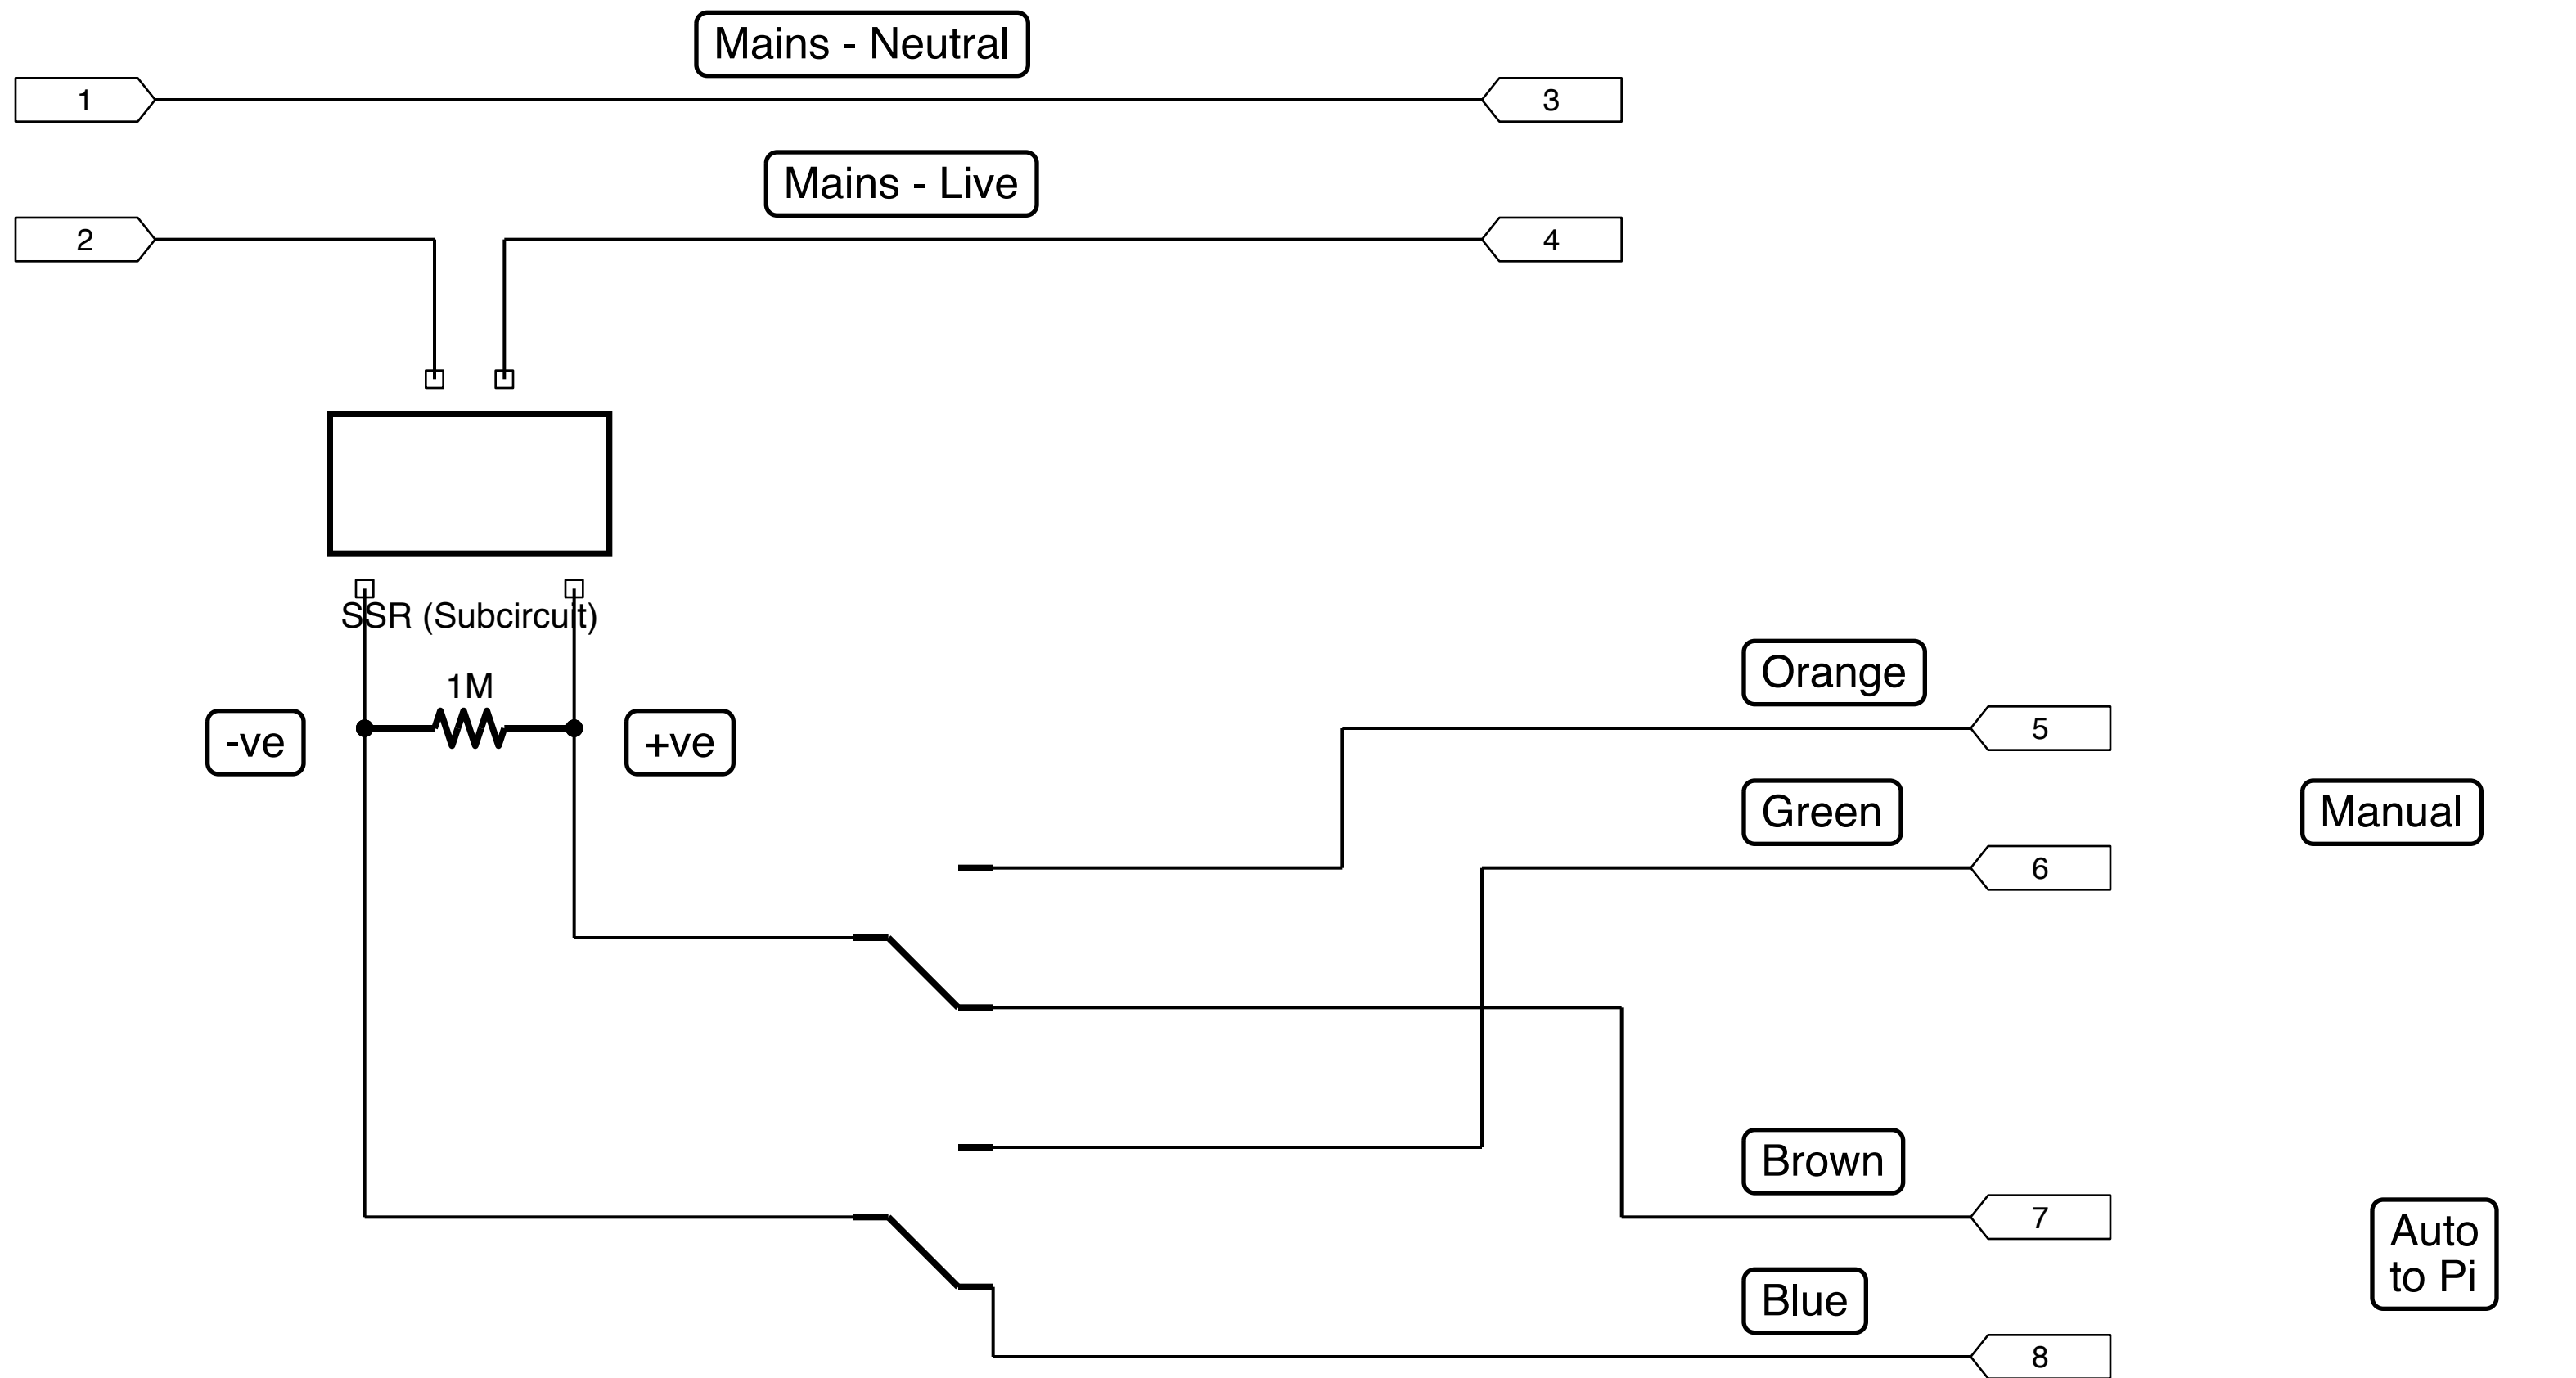 Mains - Neutral
1
3
Mains - Live
2
4
SSR (Subcircuit)
1M
-ve
+ve
Orange
5
Green
Manual
6
Brown
7
Auto
to Pi
Blue
8